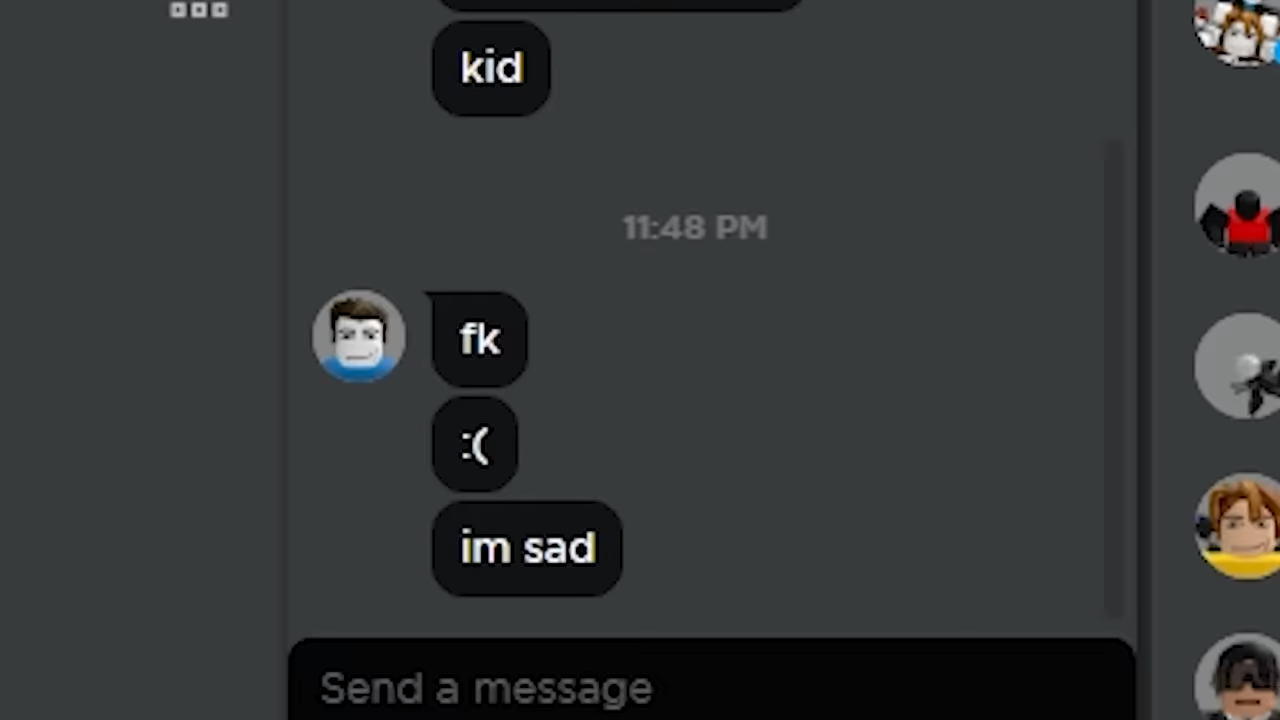 kid
11:48 PM
fk
:(
im sad
Send a message